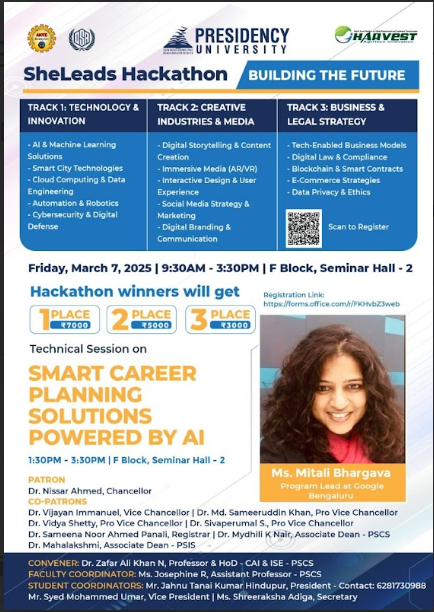 PRESIDENCY
UNIVERSITY
HARVEST
SheLeads Hackathon
BUILDING THE FUTURE
TRACK 1: TECHNOLOGY &
INNOVATION
- AI & Machine Learning
Solutions
- Smart City Technologies
- Cloud Computing & Data
Engineering
- Automation & Robotics
- Cybersecurity & Digital
Defense
TRACK 2: CREATIVE
INDUSTRIES & MEDIA
- Digital Storytelling & Content
Creation
- Immersive Media (AR/VR)
- Interactive Design & User
Experience
- Social Media Strategy &
Marketing
- Digital Branding &
Communication
TRACK 3: BUSINESS &
LEGAL STRATEGY
- Tech-Enabled Business Models
- Digital Law & Compliance
- Blockchain & Smart Contracts
- E-Commerce Strategies
- Data Privacy & Ethics
Scan to Register
Friday, March 7, 2025 | 9:30AM - 3:30PM | F Block, Seminar Hall - 2
Hackathon winners will get
1 PLACE ₹7000
2 PLACE ₹5000
3 PLACE ₹3000
Registration Link:
https://forms.office.com/r/FKHvbZ3web
Technical Session on
SMART CAREER
PLANNING
SOLUTIONS
POWERED BY AI
1:30PM - 3:30PM | F Block, Seminar Hall - 2
Ms. Mitali Bhargava
Program Lead at Google
Bengaluru
PATRON
Dr. Nissar Ahmed, Chancellor
CO-PATRONS
Dr. Vijayan Immanuel, Vice Chancellor | Dr. Md. Sameeruddin Khan, Pro Vice Chancellor
Dr. Vidya Shetty, Pro Vice Chancellor | Dr. Sivaperumal S., Pro Vice Chancellor
Dr. Sameena Noor Ahmed Panali, Registrar | Dr. Mydhili K Nair, Associate Dean - PSCS
Dr. Mahalakshmi, Associate Dean - PSIS
CONVENER: Dr. Zafar Ali Khan N, Professor & HoD - CAI & ISE - PSCS
FACULTY COORDINATOR: Ms. Josephine R, Assistant Professor - PSCS
STUDENT COORDINATORS: Mr. Jahnu Tanai Kumar Hindupur, President - Contact: 6281730988
Mr. Syed Mohammed Umar, Vice President | Ms. Shreeraksha Adiga, Secretary